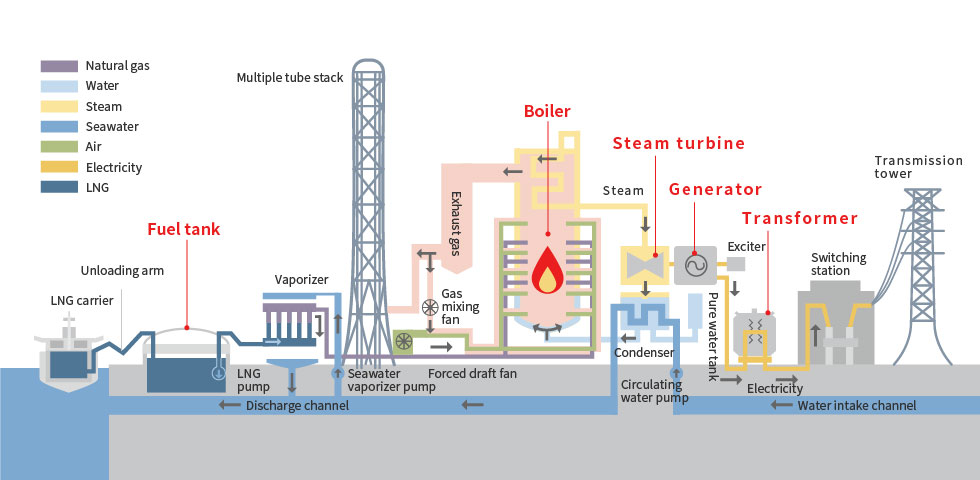 Natural gas
Water
Steam
Seawater
Air
Electricity
LNG
Multiple tube stack
Boiler
Steam turbine
Steam
Generator
Transformer
Transmission
tower
Fuel tank
Exhaust gas
Exciter
Switching
station
Unloading arm
Vaporizer
LNG carrier
Gas
mixing
fan
Pure water tank
Condenser
LNG
pump
Seawater
vaporizer pump
Forced draft fan
Circulating
water pump
Electricity
Discharge channel
Water intake channel